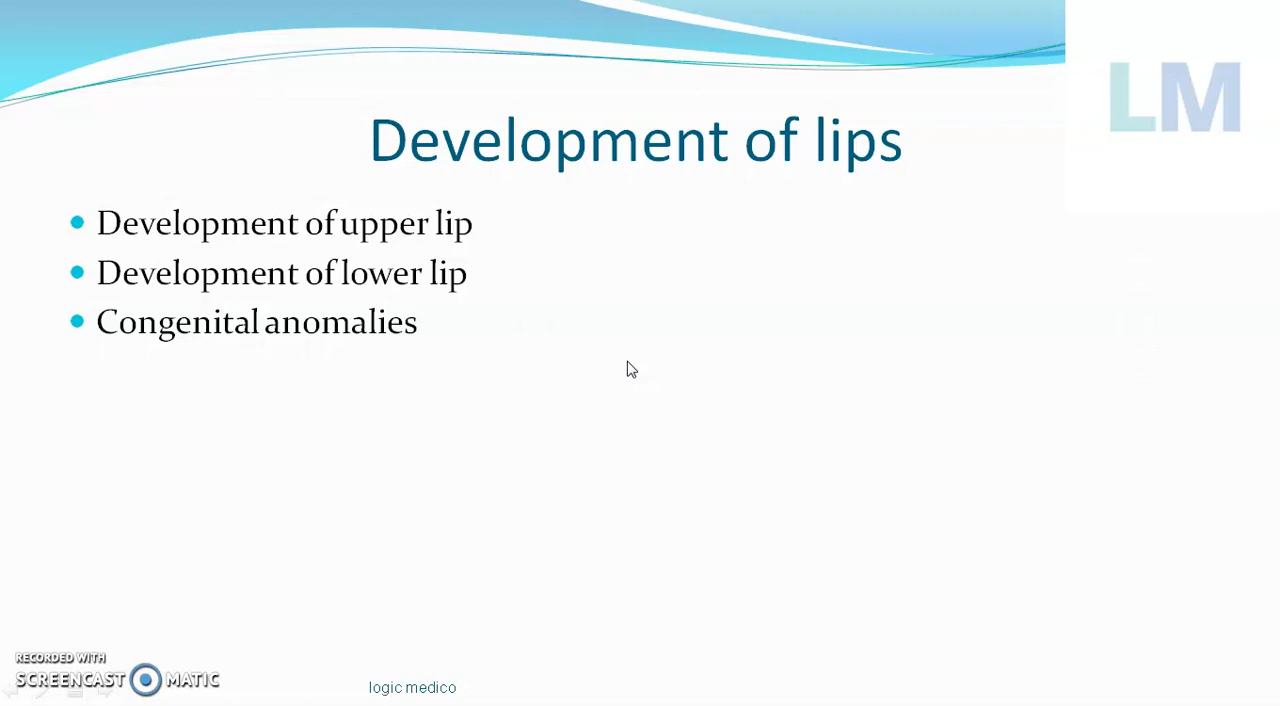 LM
Development of lips
Development of upper lip
Development of lower lip
Congenital anomalies
RECORDED WITH
SCREENCAST MATIC
logic medico